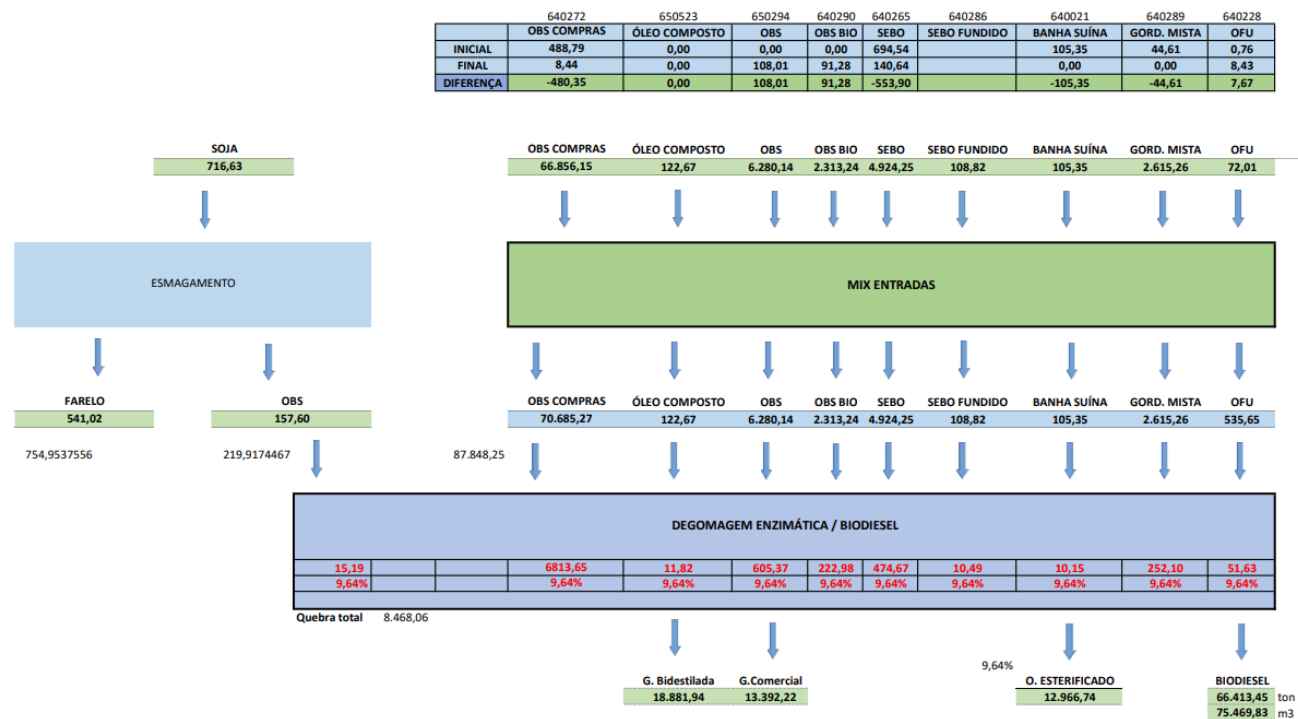 640272 650523 650294 640290 640265 640286 640021 640289 640228
OBS COMPRAS ÓLEO COMPOSTO OBS OBS BIO SEBO SEBO FUNDIDO BANHA SUÍNA GORD. MISTA OFU
INICIAL 488,79 0,00 0,00 0,00 694,54 105,35 44,61 0,76
FINAL 8,44 0,00 108,01 91,28 140,64 0,00 0,00 8,43
DIFERENÇA -480,35 0,00 108,01 91,28 -553,90 -105,35 -44,61 7,67
SOJA OBS COMPRAS ÓLEO COMPOSTO OBS OBS BIO SEBO SEBO FUNDIDO BANHA SUÍNA GORD. MISTA OFU
716,63 66.856,15 122,67 6.280,14 2.313,24 4.924,25 108,82 105,35 2.615,26 72,01
ESMAGAMENTO MIX ENTRADAS
FARELO OBS OBS COMPRAS ÓLEO COMPOSTO OBS OBS BIO SEBO SEBO FUNDIDO BANHA SUÍNA GORD. MISTA OFU
541,02 157,60 70.685,27 122,67 6.280,14 2.313,24 4.924,25 108,82 105,35 2.615,26 535,65
754,9537556 219,9174467 87.848,25
DEGOMAGEM ENZIMÁTICA / BIODIESEL
15,19 6813,65 11,82 605,37 222,98 474,67 10,49 10,15 252,10 51,63
9,64% 9,64% 9,64% 9,64% 9,64% 9,64% 9,64% 9,64% 9,64% 9,64%
Quebra total 8.468,06
9,64%
G. Bidestilada G.Comercial O. ESTERIFICADO BIODIESEL
18.881,94 13.392,22 12.966,74 66.413,45 ton
75.469,83 m3